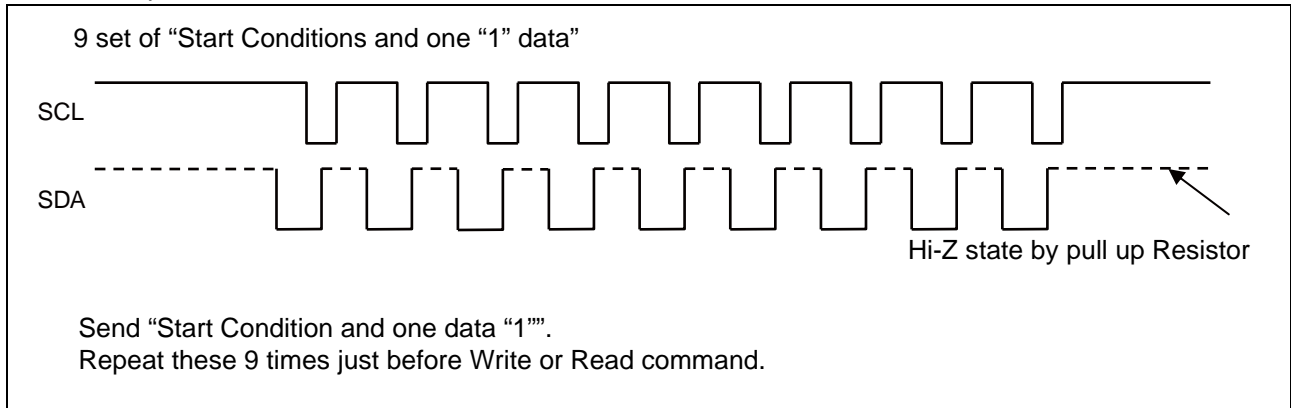 9 set of “Start Conditions and one “1” data”
SCL
SDA
Hi-Z state by pull up Resistor
Send “Start Condition and one data “1””.
Repeat these 9 times just before Write or Read command.